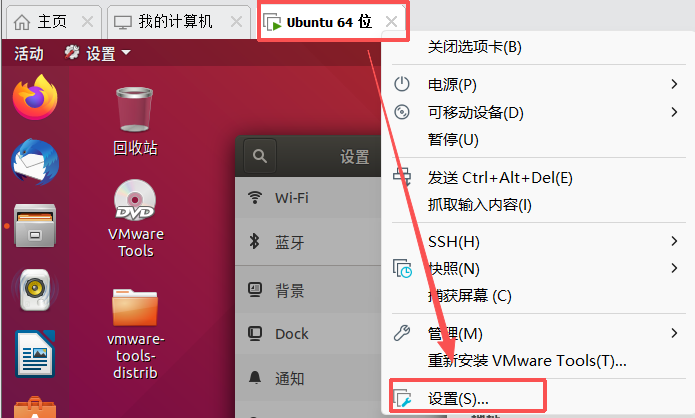 主页
我的计算机
Ubuntu 64 位
活动
设置
回收站
VMware
Tools
vmware-
tools-
distrib
设置
Wi-Fi
蓝牙
背景
Dock
通知
关闭选项卡(B)
电源(P)
可移动设备(D)
暂停(U)
发送 Ctrl+Alt+Del(E)
抓取输入内容(I)
SSH(H)
快照(N)
捕获屏幕 (C)
管理(M)
重新安装 VMware Tools(T)...
设置(S)...